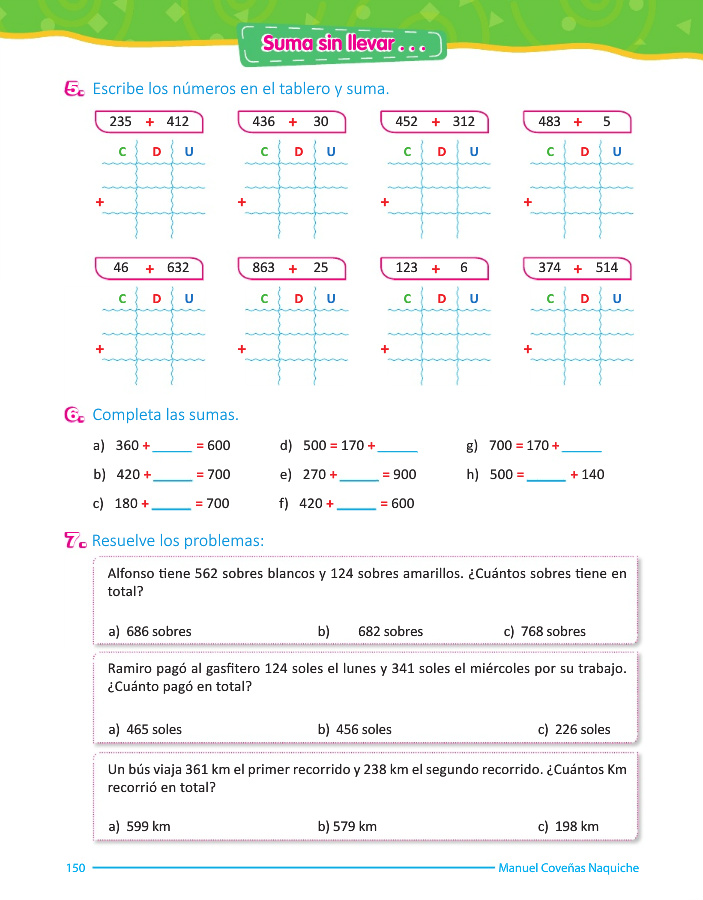 Suma sin llevar . . .
5. Escribe los números en el tablero y suma.
235 + 412 436 + 30 452 + 312 483 + 5
C D U C D U C D U C D U
+ + + +
46 + 632 863 + 25 123 + 6 374 + 514
C D U C D U C D U C D U
+ + + +
6. Completa las sumas.
a) 360 + _____ = 600 d) 500 = 170 + _____ g) 700 = 170 + _____
b) 420 + _____ = 700 e) 270 + _____ = 900 h) 500 = _____ + 140
c) 180 + _____ = 700 f) 420 + _____ = 600
7. Resuelve los problemas:
Alfonso tiene 562 sobres blancos y 124 sobres amarillos. ¿Cuántos sobres tiene en
total?
a) 686 sobres b) 682 sobres c) 768 sobres
Ramiro pagó al gasfitero 124 soles el lunes y 341 soles el miércoles por su trabajo.
¿Cuánto pagó en total?
a) 465 soles b) 456 soles c) 226 soles
Un bús viaja 361 km el primer recorrido y 238 km el segundo recorrido. ¿Cuántos Km
recorrió en total?
a) 599 km b) 579 km c) 198 km
150 Manuel Coveñas Naquiche